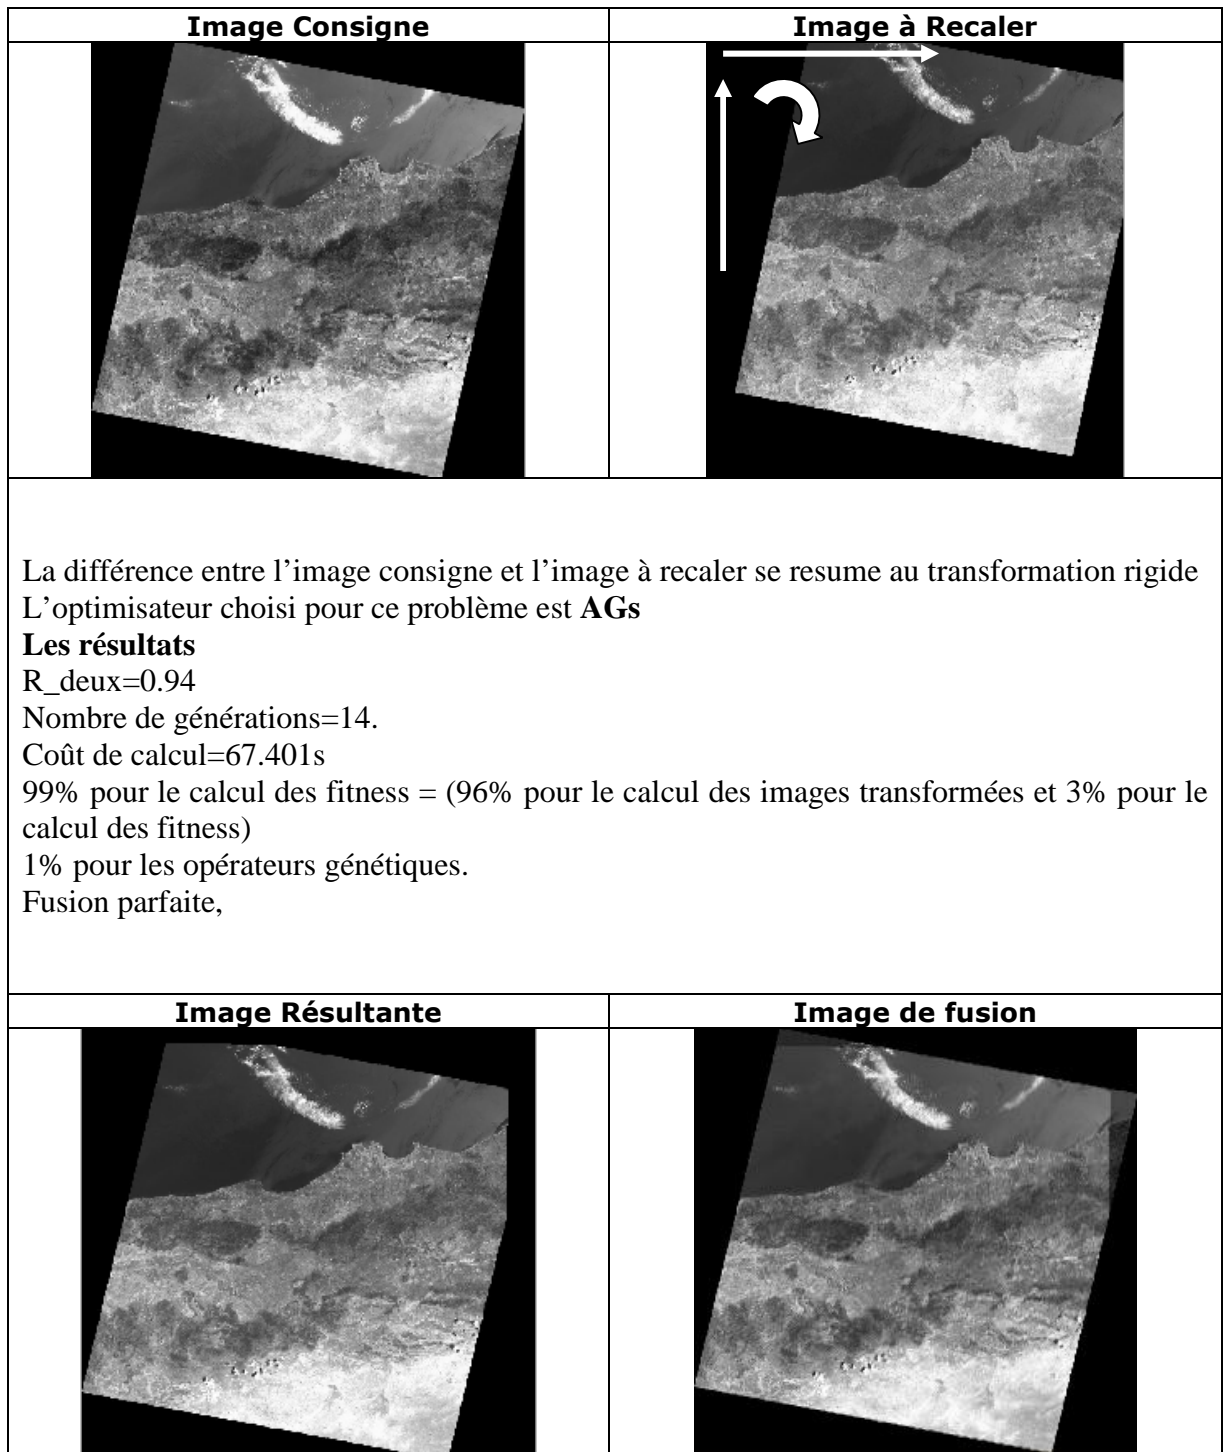 Image Consigne
Image à Recaler
La différence entre l’image consigne et l’image à recaler se resume au transformation rigide
L’optimisateur choisi pour ce problème est AGs
Les résultats
R_deux=0.94
Nombre de générations=14.
Coût de calcul=67.401s
99% pour le calcul des fitness = (96% pour le calcul des images transformées et 3% pour le
calcul des fitness)
1% pour les opérateurs génétiques.
Fusion parfaite,
Image Résultante
Image de fusion